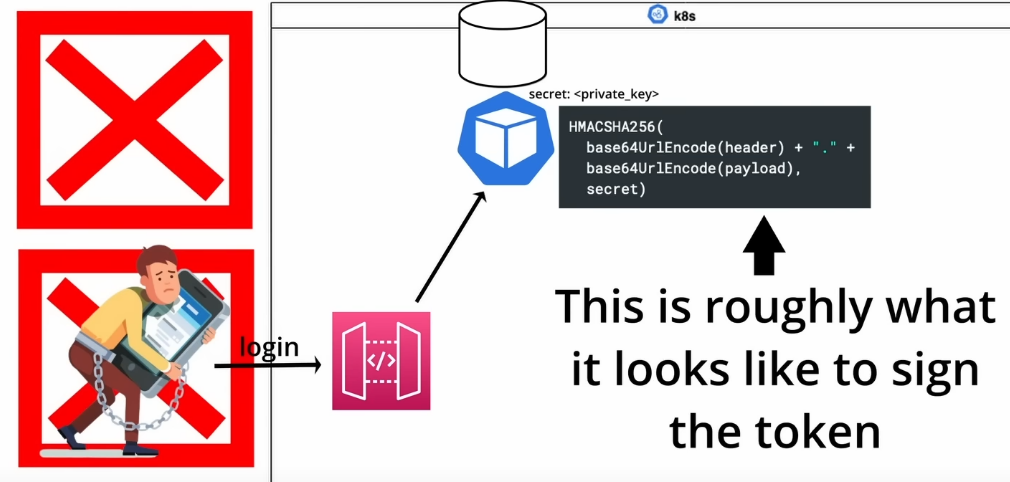 k8s
secret: <private_key>
HMACSHA256(
base64UrlEncode(header) + "." +
base64UrlEncode(payload),
secret)
login
</>
This is roughly what
it looks like to sign
the token